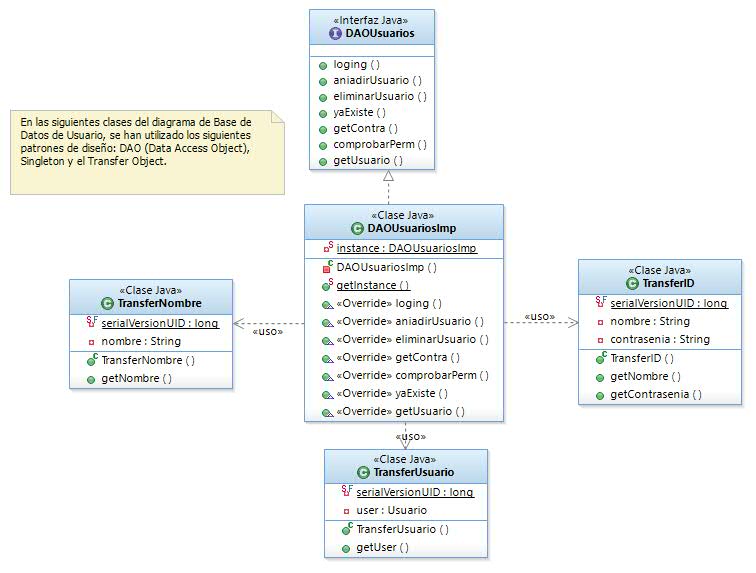 «Interfaz Java»
DAOUsuarios
loging ( )
aniadirUsuario ( )
eliminarUsuario ( )
yaExiste ( )
getContra ( )
comprobarPerm ( )
getUsuario ( )
En las siguientes clases del diagrama de Base de
Datos de Usuario, se han utilizado los siguientes
patrones de diseño: DAO (Data Access Object),
Singleton y el Transfer Object.
«Clase Java»
DAOUsuariosImp
instance : DAOUsuariosImp
DAOUsuariosImp ( )
getInstance ( )
«Override» loging ( )
«Override» aniadirUsuario ( )
«Override» eliminarUsuario ( )
«Override» getContra ( )
«Override» comprobarPerm ( )
«Override» yaExiste ( )
«Override» getUsuario ( )
«Clase Java»
TransferNombre
serialVersionUID : long
nombre : String
TransferNombre ( )
getNombre ( )
«uso»
«uso»
«Clase Java»
TransferID
serialVersionUID : long
nombre : String
contrasenia : String
TransferID ( )
getNombre ( )
getContrasenia ( )
«uso»
«Clase Java»
TransferUsuario
serialVersionUID : long
user : Usuario
TransferUsuario ( )
getUser ( )